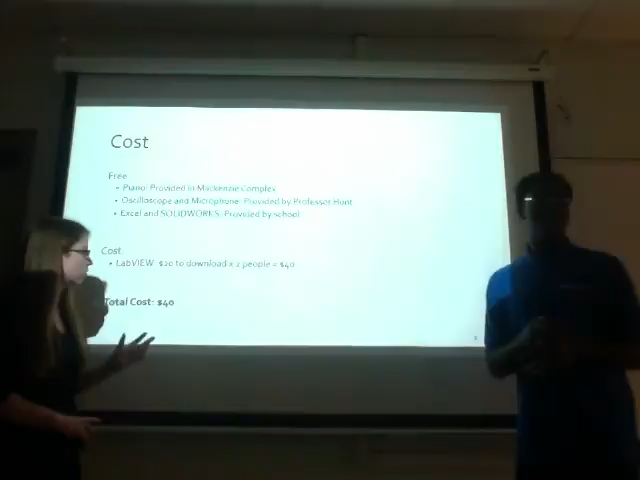 Cost
Free
• Piano: Provided in Mackenzie Complex
• Oscilloscope and Microphone: Provided by Professor Hunt
• Excel and SOLIDWORKS: Provided by school
Cost:
• LabVIEW: $20 to download x 2 people = $40
Total Cost: $40